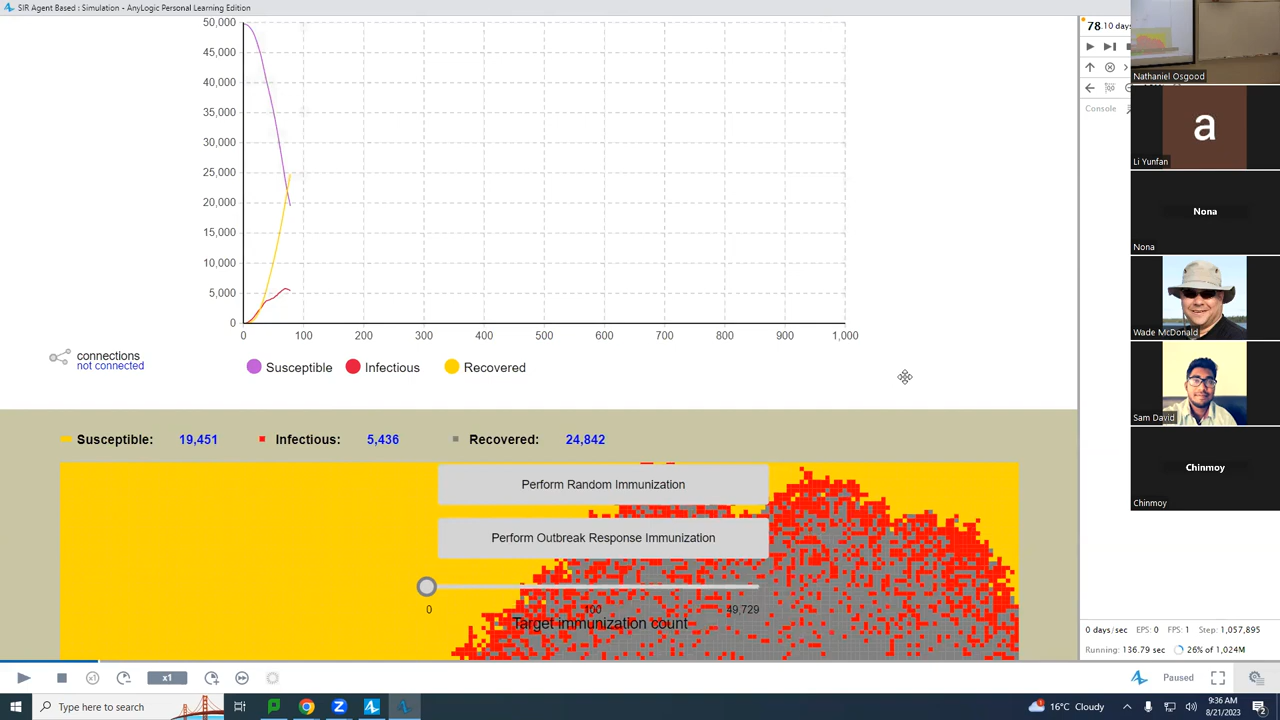 SIR Agent Based : Simulation - AnyLogic Personal Learning Edition
50,000
45,000
40,000
35,000
30,000
25,000
20,000
15,000
10,000
5,000
0
0 100 200 300 400 500 600 700 800 900 1,000
connections
not connected
Susceptible Infectious Recovered
Susceptible: 19,451 Infectious: 5,436 Recovered: 24,842
Perform Random Immunization
Perform Outbreak Response Immunization
0 100 49,729
Target immunization count
78.10 days
Console
Nathaniel Osgood
a
Li Yunfan
Nona
Nona
Wade McDonald
Sam David
Chinmoy
Chinmoy
0 days/sec EPS: 0 FPS: 1 Step: 1,057,895
Running: 136.79 sec 26% of 1,024M
x1
Paused
Type here to search
16°C Cloudy
9:36 AM
8/21/2023
2